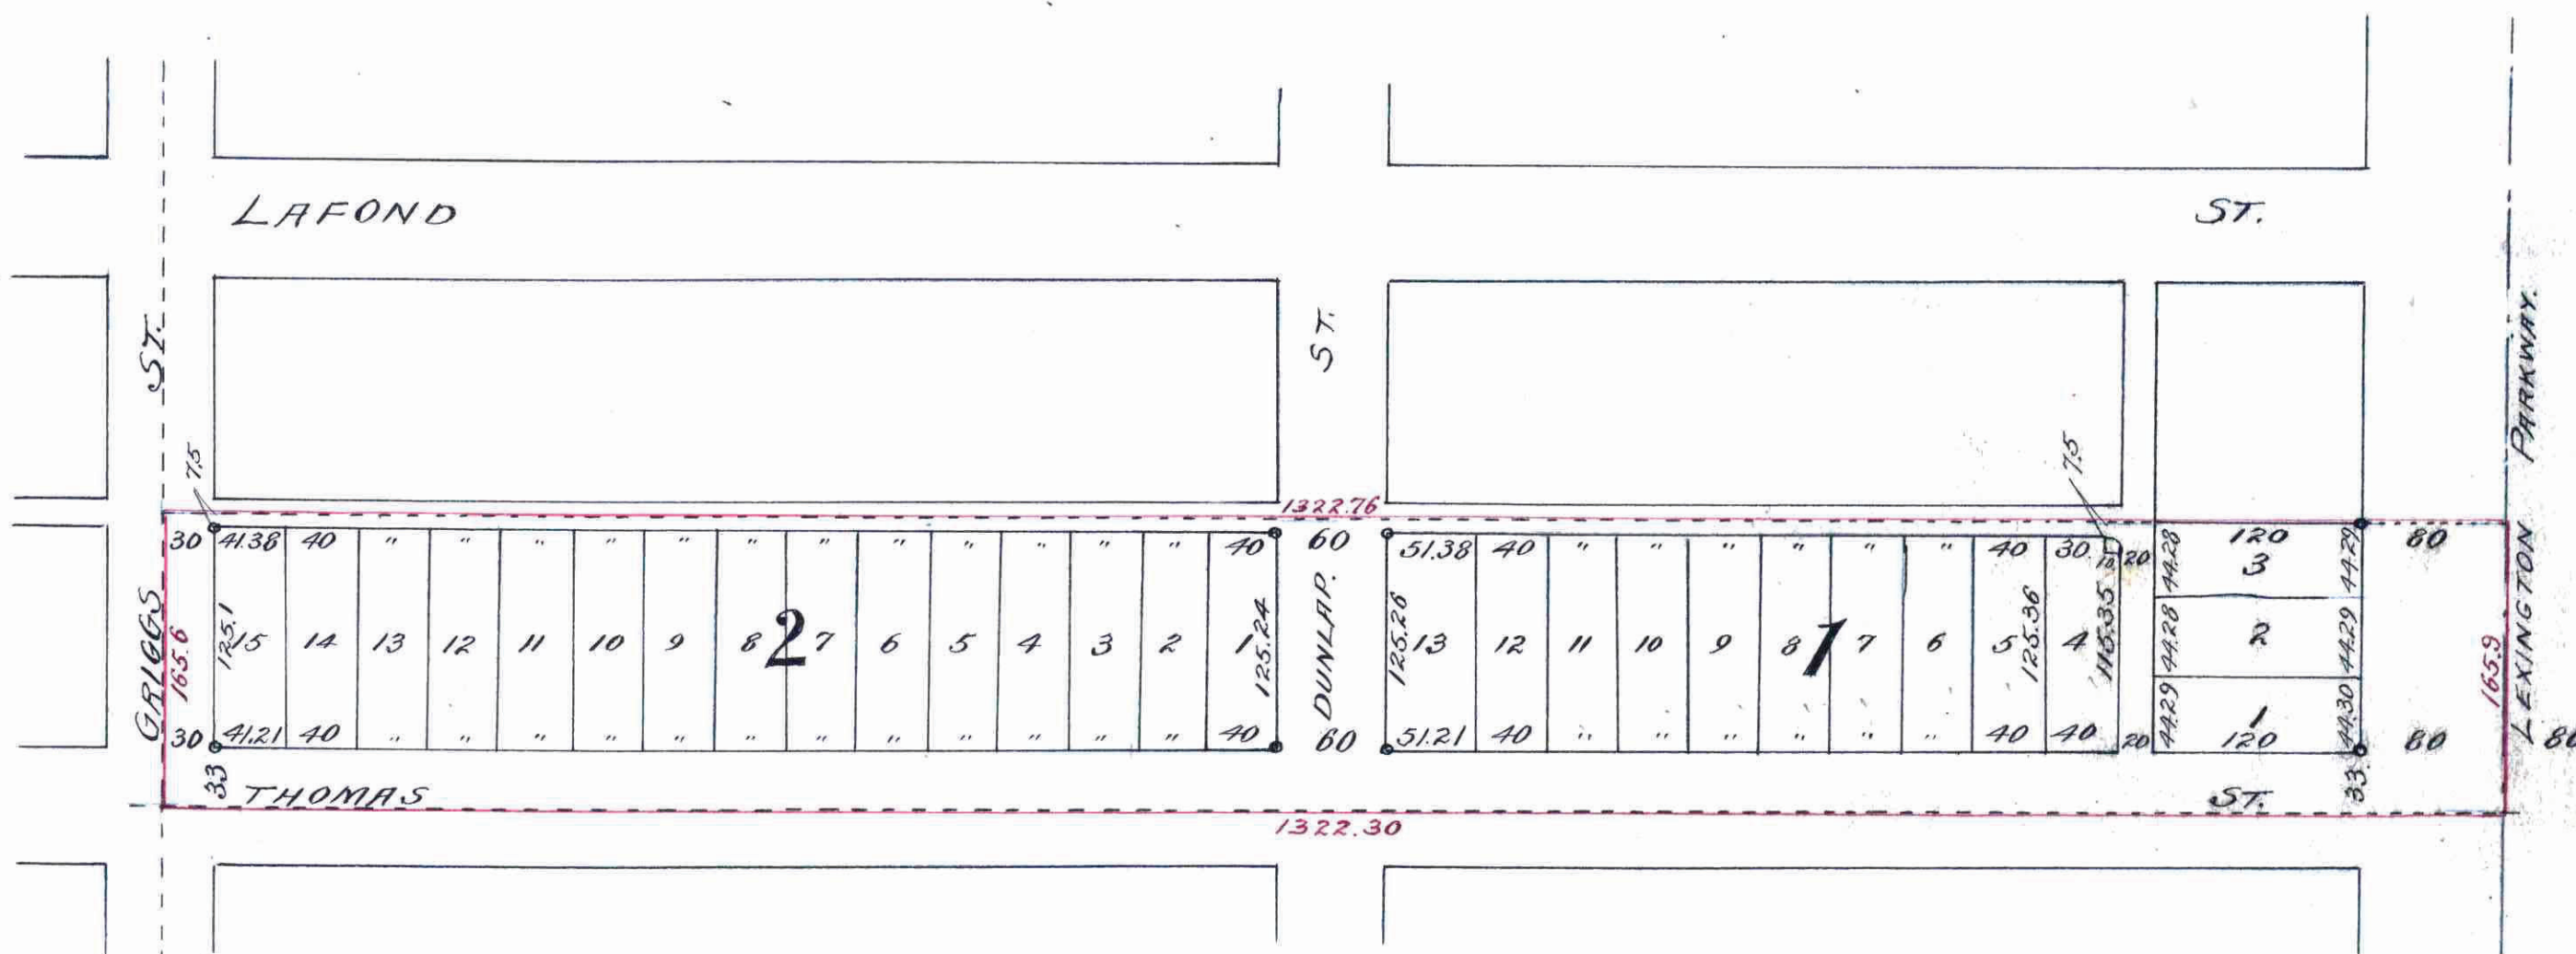 LAFOND ST.
GRIGGS ST.
DUNLAP. ST.
LEXINGTON PARKWAY.
7.5
7.5
1322.76
30 41.38 40 " " " " " " " " " " " " 40 60 51.38 40 " " " " " " 40 30 10 20 120 80
165.6
125.1
15 14 13 12 11 10 9 8 7 6 5 4 3 2 1
2
125.24
125.26
13 12 11 10 9 8 7 6 5 4
1
125.36
115.35
44.28 3 44.29
44.28 2 44.29
44.29 1 44.30
165.9
30 41.21 40 " " " " " " " " " " " " 40 60 51.21 40 " " " " " " 40 40 20 120 80 80
33
33.
THOMAS ST.
1322.30